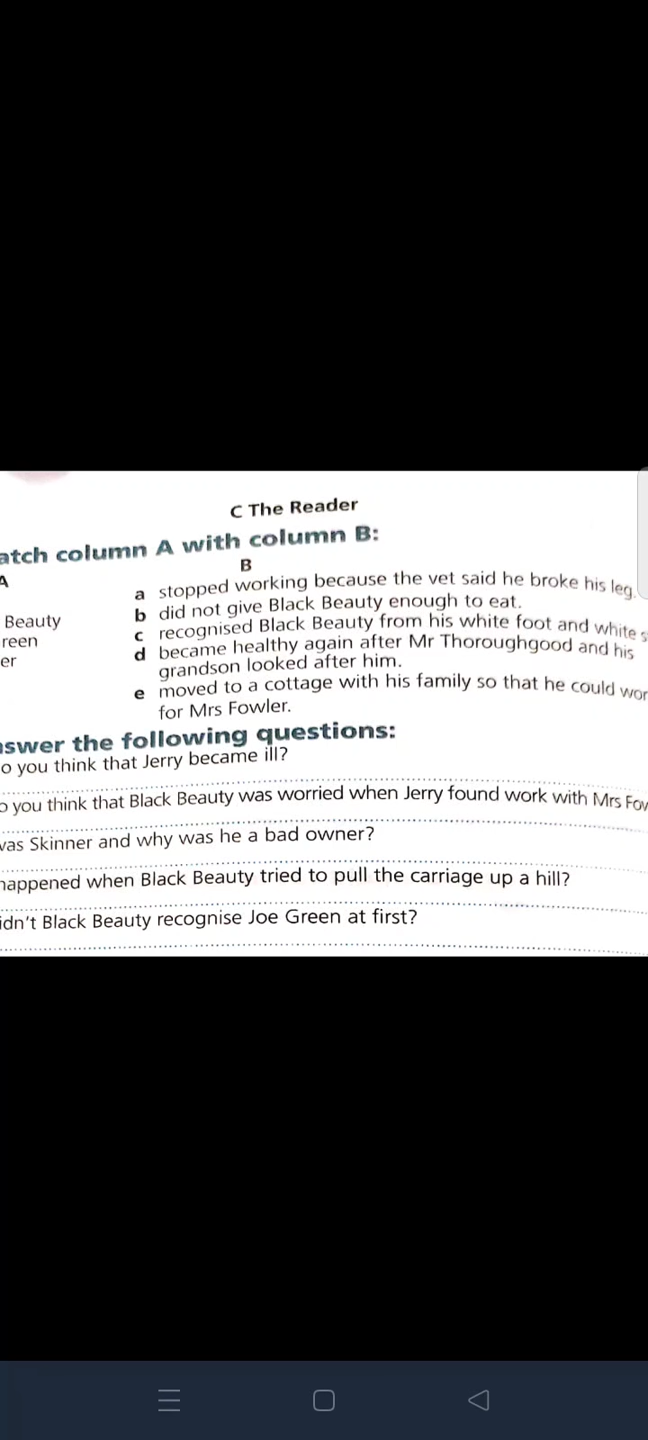 C The Reader
atch column A with column B:
A
B
a stopped working because the vet said he broke his leg.
Beauty b did not give Black Beauty enough to eat.
reen c recognised Black Beauty from his white foot and white s
er d became healthy again after Mr Thoroughgood and his
grandson looked after him.
e moved to a cottage with his family so that he could wor
for Mrs Fowler.
nswer the following questions:
o you think that Jerry became ill?
o you think that Black Beauty was worried when Jerry found work with Mrs Fow
was Skinner and why was he a bad owner?
happened when Black Beauty tried to pull the carriage up a hill?
idn't Black Beauty recognise Joe Green at first?